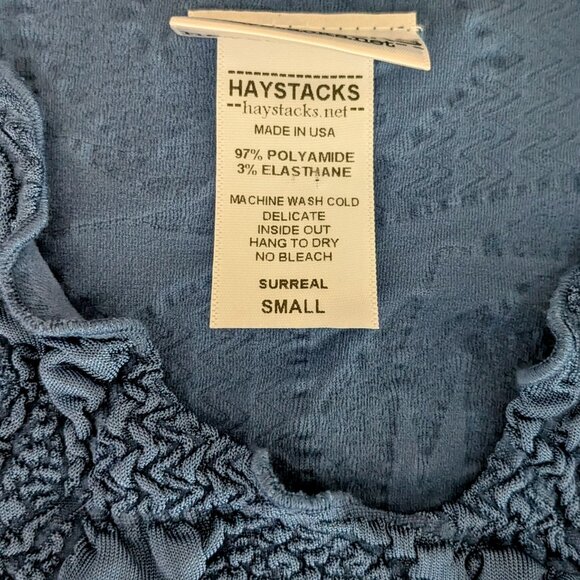 HAYSTACKS
--haystacks.net--
MADE IN USA
97% POLYAMIDE
3% ELASTHANE
MACHINE WASH COLD
DELICATE
INSIDE OUT
HANG TO DRY
NO BLEACH
SURREAL
SMALL